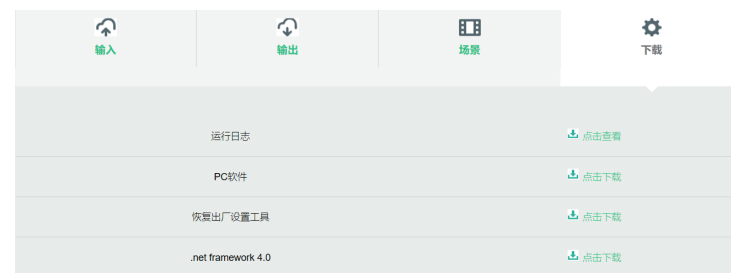 输入 输出 场景 下载
运行日志 点击查看
PC软件 点击下载
恢复出厂设置工具 点击下载
.net framework 4.0 点击下载